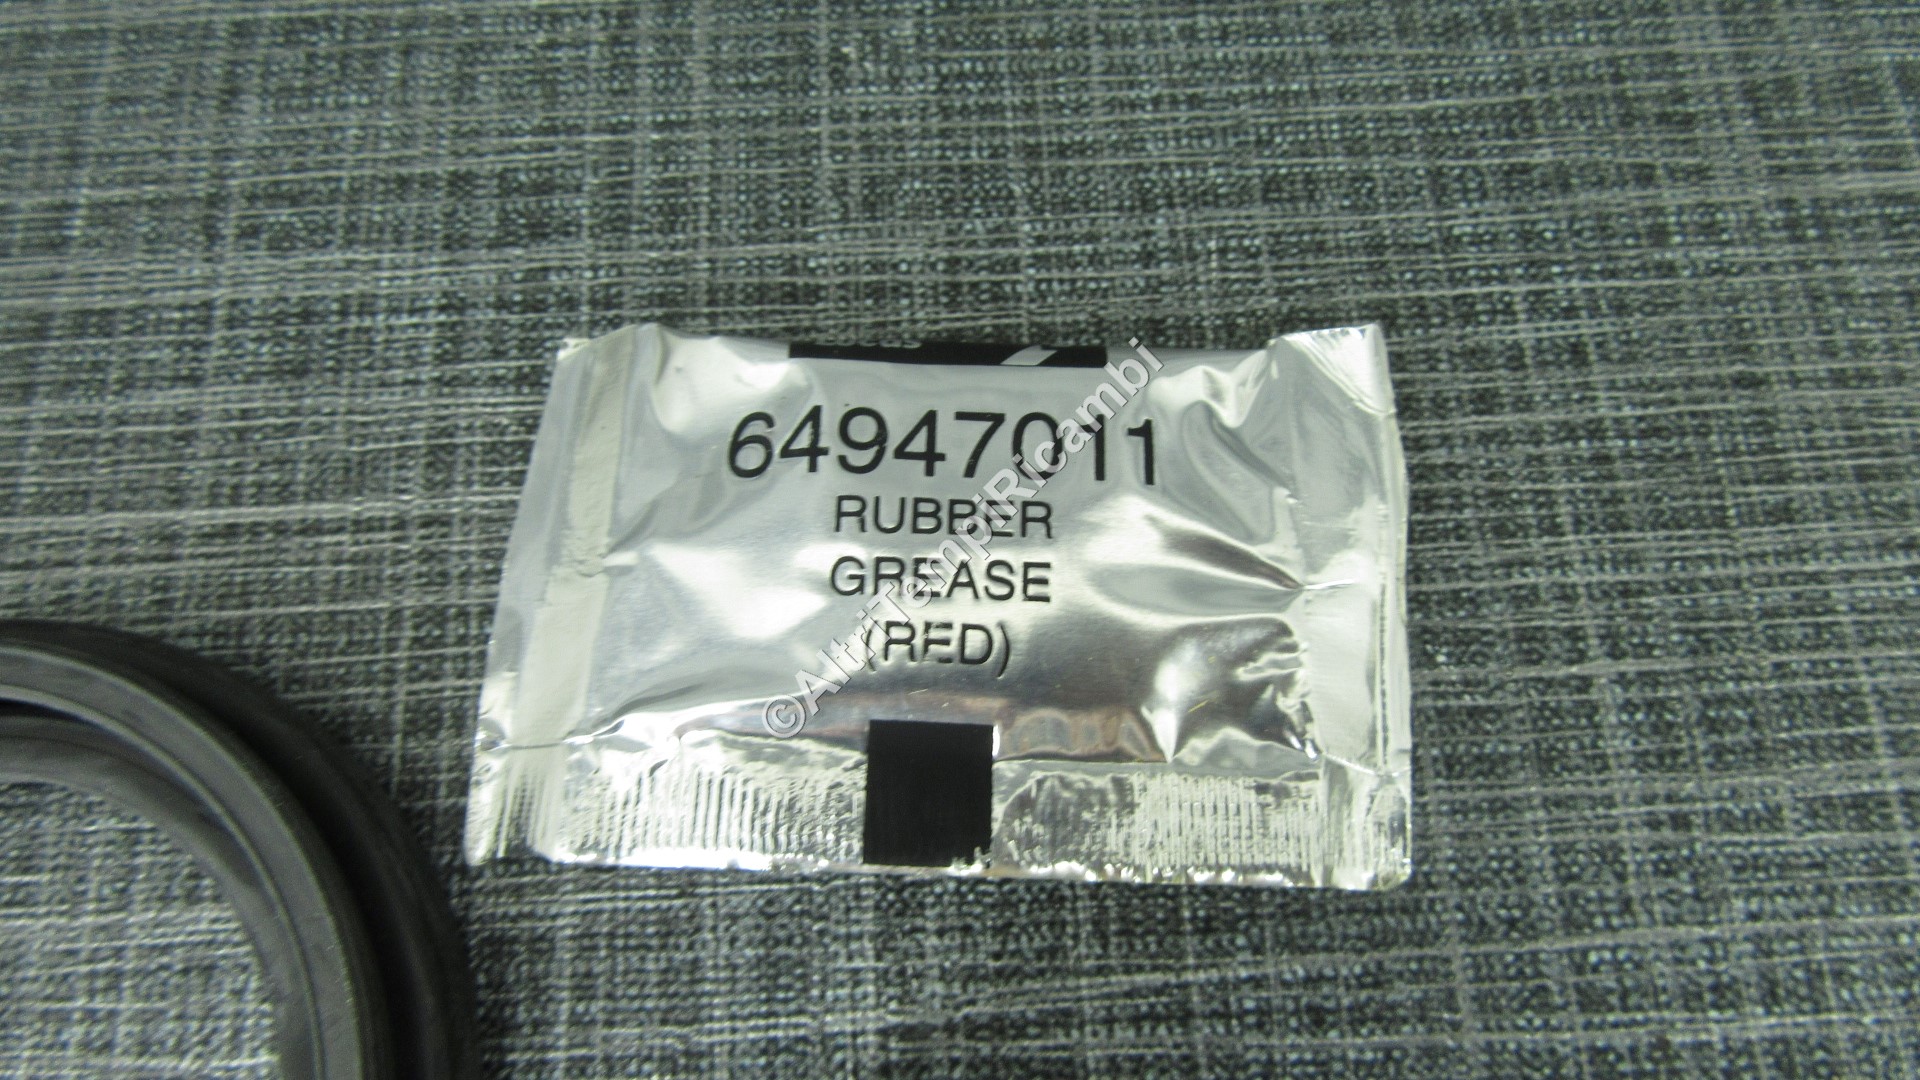 64947011
RUBBER
GREASE
(RED)
©AltriTempiRicambi